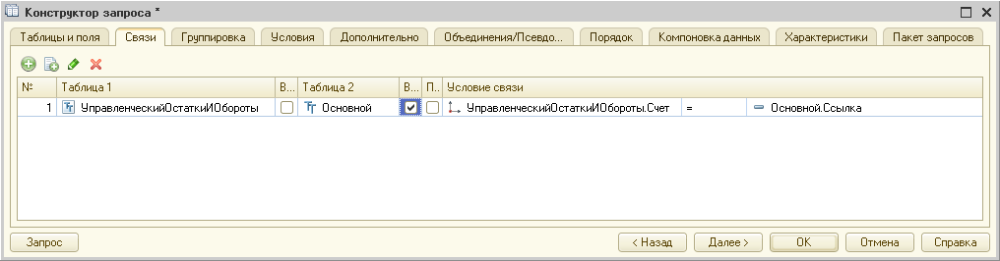 Конструктор запроса *
Таблицы и поля Связи Группировка Условия Дополнительно Объединения/Псевдо... Порядок Компоновка данных Характеристики Пакет запросов
№ Таблица 1 В... Таблица 2 В... П... Условие связи
1 УправленческийОстаткиИОбороты Основной УправленческийОстаткиИОбороты.Счет = Основной.Ссылка
Запрос < Назад Далее > OK Отмена Справка